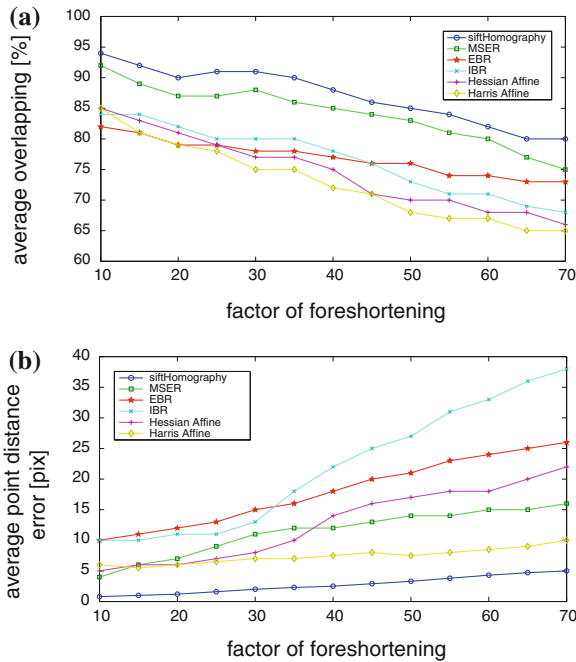 (a)
average overlapping [%]
100
95
90
85
80
75
70
65
60
siftHomography
MSER
EBR
IBR
Hessian Affine
Harris Affine
10 20 30 40 50 60 70
factor of foreshortening
(b)
average point distance
error [pix]
40
35
30
25
20
15
10
5
0
siftHomography
MSER
EBR
IBR
Hessian Affine
Harris Affine
10 20 30 40 50 60 70
factor of foreshortening